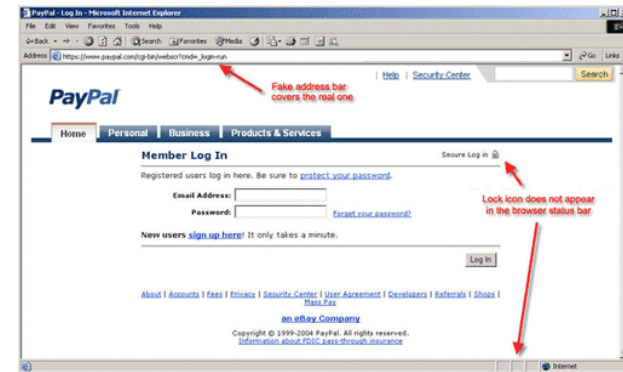 PayPal - Log In - Microsoft Internet Explorer
File Edit View Favorites Tools Help
Back Search Favorites Media
Address https://www.paypal.com/cgi-bin/webscr?cmd=_login-run Go Links
Help | Security Center Search
Fake address bar
covers the real one
PayPal
Home Personal Business Products & Services
Member Log In Secure Log in
Registered users log in here. Be sure to protect your password.
Email Address:
Password: Forget your password?
Lock icon does not appear
in the browser status bar
New users sign up here! It only takes a minute.
Log In
About | Accounts | Fees | Privacy | Security Center | User Agreement | Developers | Referrals | Shops |
Mass Pay
an eBay Company
Copyright © 1999-2004 PayPal. All rights reserved.
Information about FDIC pass-through insurance
Internet